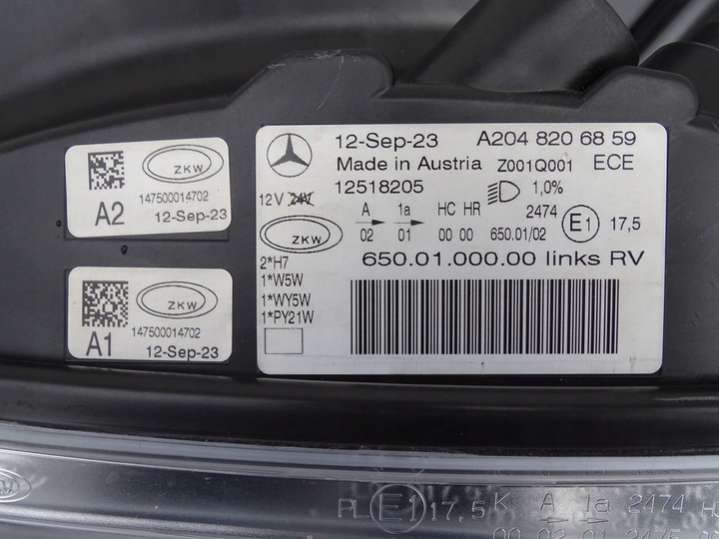 ZKW
147500014702
A2 12-Sep-23
ZKW
147500014702
A1 12-Sep-23
12-Sep-23 A204 820 68 59
Made in Austria Z001Q001 ECE
12518205 1,0%
12V 24V
A 1a HC HR 2474 E1 17,5
02 01 00 00 650.01/02
ZKW
650.01.000.00 links RV
2*H7
1*W5W
1*WY5W
1*PY21W
PL E1 17,5 K A 1a 2474